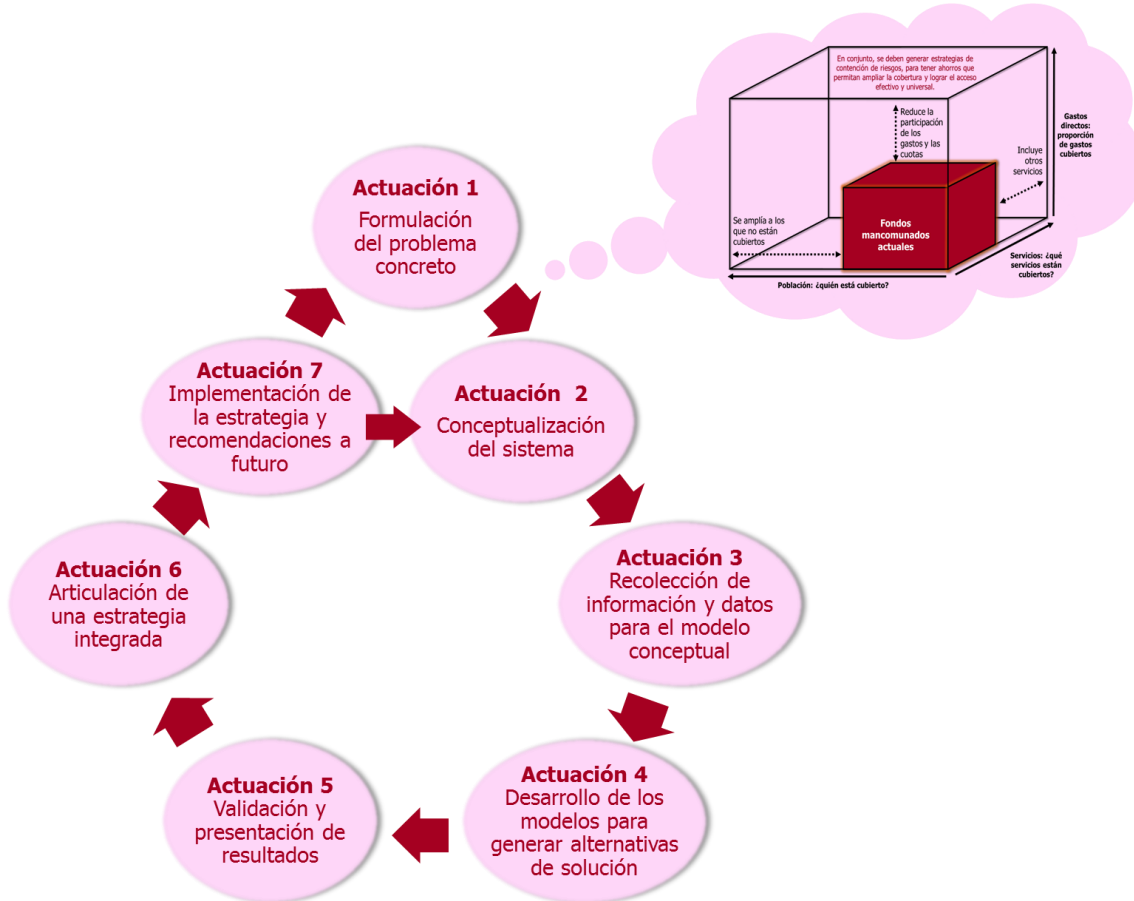 En conjunto, se deben generar estrategias de
contención de riesgos, para tener ahorros que
permitan ampliar la cobertura y lograr el acceso
efectivo y universal.
Reduce la
participación
de los
gastos y las
cuotas
Gastos
directos:
proporción
de gastos
cubiertos
Incluye
otros
servicios
Se amplía a los
que no están
cubiertos
Fondos
mancomunados
actuales
Servicios: ¿qué
servicios están
cubiertos?
Población: ¿quién está cubierto?
Actuación 1
Formulación
del problema
concreto
Actuación 2
Conceptualización
del sistema
Actuación 3
Recolección de
información y datos
para el modelo
conceptual
Actuación 4
Desarrollo de los
modelos para
generar alternativas
de solución
Actuación 5
Validación y
presentación de
resultados
Actuación 6
Articulación de
una estrategia
integrada
Actuación 7
Implementación de
la estrategia y
recomendaciones a
futuro